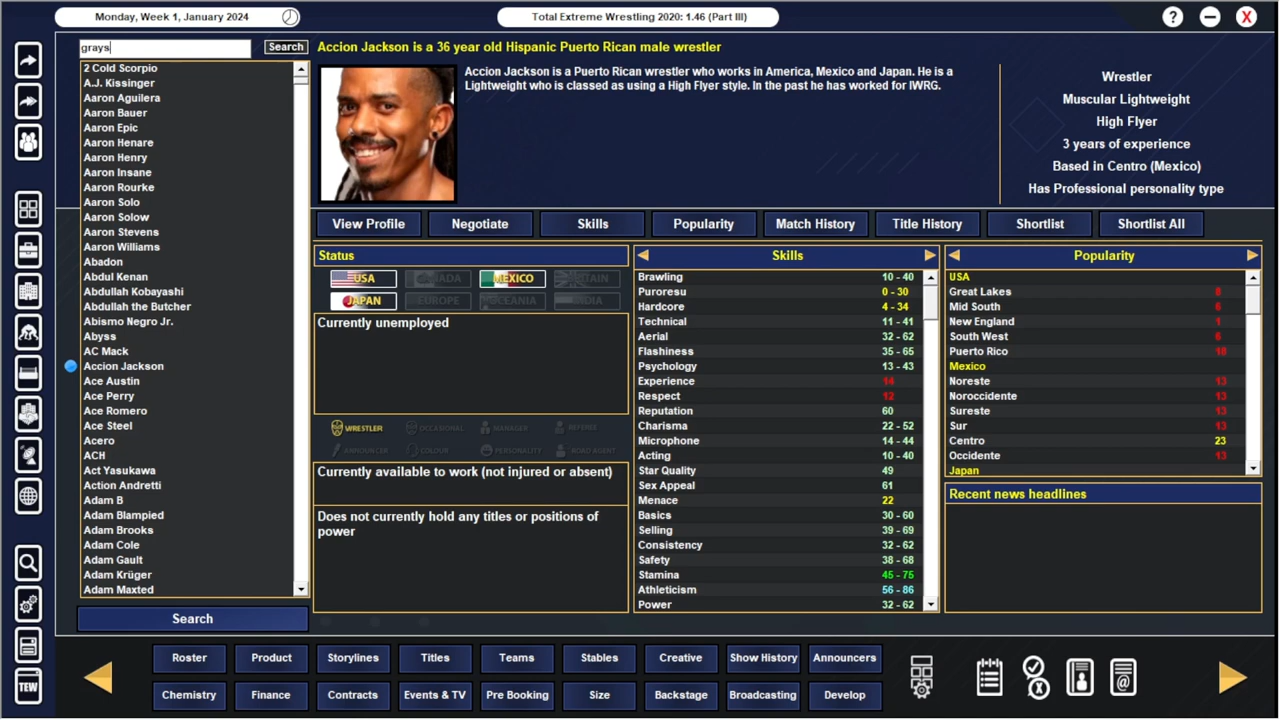 Monday, Week 1, January 2024
Total Extreme Wrestling 2020: 1.46 (Part III)
?
X
grays
Search
2 Cold Scorpio
A.J. Kissinger
Aaron Aguilera
Aaron Bauer
Aaron Epic
Aaron Henare
Aaron Henry
Aaron Insane
Aaron Rourke
Aaron Solo
Aaron Solow
Aaron Stevens
Aaron Williams
Abadon
Abdul Kenan
Abdullah Kobayashi
Abdullah the Butcher
Abismo Negro Jr.
Abyss
AC Mack
Accion Jackson
Ace Austin
Ace Perry
Ace Romero
Ace Steel
Acero
ACH
Act Yasukawa
Action Andretti
Adam B
Adam Blampied
Adam Brooks
Adam Cole
Adam Gault
Adam Krüger
Adam Maxted
Search
Accion Jackson is a 36 year old Hispanic Puerto Rican male wrestler
Accion Jackson is a Puerto Rican wrestler who works in America, Mexico and Japan. He is a
Lightweight who is classed as using a High Flyer style. In the past he has worked for IWRG.
Wrestler
Muscular Lightweight
High Flyer
3 years of experience
Based in Centro (Mexico)
Has Professional personality type
View Profile
Negotiate
Skills
Popularity
Match History
Title History
Shortlist
Shortlist All
Status
USA
CANADA
MEXICO
BRITAIN
JAPAN
EUROPE
OCEANIA
INDIA
Currently unemployed
WRESTLER
OCCASIONAL
MANAGER
REFEREE
ANNOUNCER
COLOUR
PERSONALITY
ROAD AGENT
Currently available to work (not injured or absent)
Does not currently hold any titles or positions of
power
Skills
Brawling 10 - 40
Puroresu 0 - 30
Hardcore 4 - 34
Technical 11 - 41
Aerial 32 - 62
Flashiness 35 - 65
Psychology 13 - 43
Experience 14
Respect 12
Reputation 60
Charisma 22 - 52
Microphone 14 - 44
Acting 10 - 40
Star Quality 49
Sex Appeal 61
Menace 22
Basics 30 - 60
Selling 39 - 69
Consistency 32 - 62
Safety 38 - 68
Stamina 45 - 75
Athleticism 56 - 86
Power 32 - 62
Popularity
USA
Great Lakes 8
Mid South 6
New England 1
South West 6
Puerto Rico 18
Mexico
Noreste 13
Noroccidente 13
Sureste 13
Sur 13
Centro 23
Occidente 13
Japan
Recent news headlines
Roster
Product
Storylines
Titles
Teams
Stables
Creative
Show History
Announcers
Chemistry
Finance
Contracts
Events & TV
Pre Booking
Size
Backstage
Broadcasting
Develop
TEW